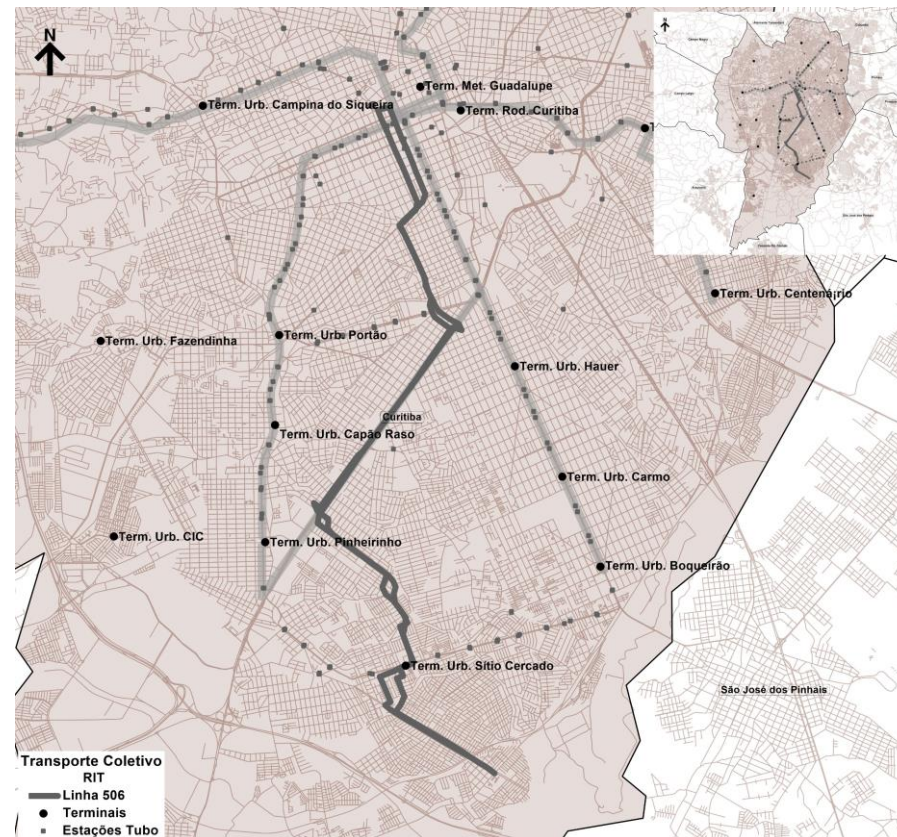 N
Term. Met. Guadalupe
Term. Urb. Campina do Siqueira
Term. Rod. Curitiba
Term. Urb. Centenário
Term. Urb. Portão
Term. Urb. Fazendinha
Term. Urb. Hauer
Curitiba
Term. Urb. Capão Raso
Term. Urb. Carmo
Term. Urb. CIC
Term. Urb. Pinheirinho
Term. Urb. Boqueirão
Term. Urb. Sítio Cercado
São José dos Pinhais
Transporte Coletivo
RIT
Linha 506
Terminais
Estações Tubo